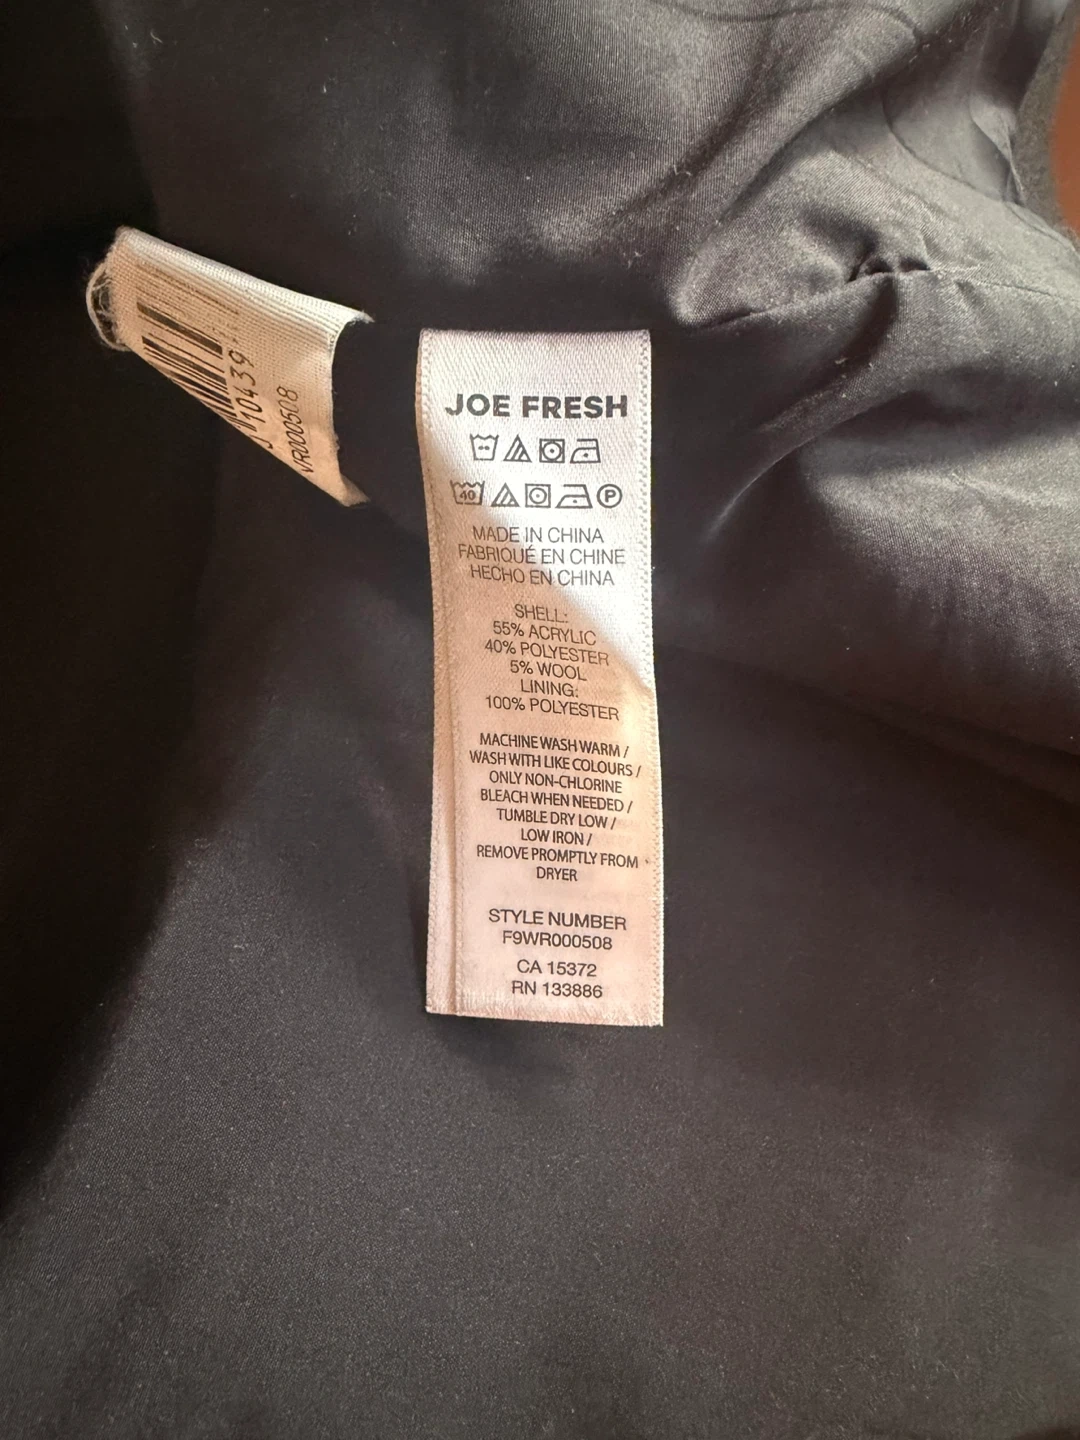 10439
VR000508
JOE FRESH
40 P
MADE IN CHINA
FABRIQUÉ EN CHINE
HECHO EN CHINA
SHELL:
55% ACRYLIC
40% POLYESTER
5% WOOL
LINING:
100% POLYESTER
MACHINE WASH WARM /
WASH WITH LIKE COLOURS /
ONLY NON-CHLORINE
BLEACH WHEN NEEDED /
TUMBLE DRY LOW /
LOW IRON /
REMOVE PROMPTLY FROM
DRYER
STYLE NUMBER
F9WR000508
CA 15372
RN 133886